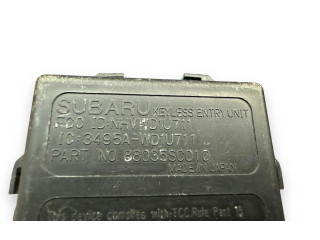 SUBARU KEYLESS ENTRY UNIT
FCC ID:NHVWD1U711
IC:3495A-WD1U711
PART NO 88035SC010
MADE IN JAPAN
This device complies with FCC Rule Part 15